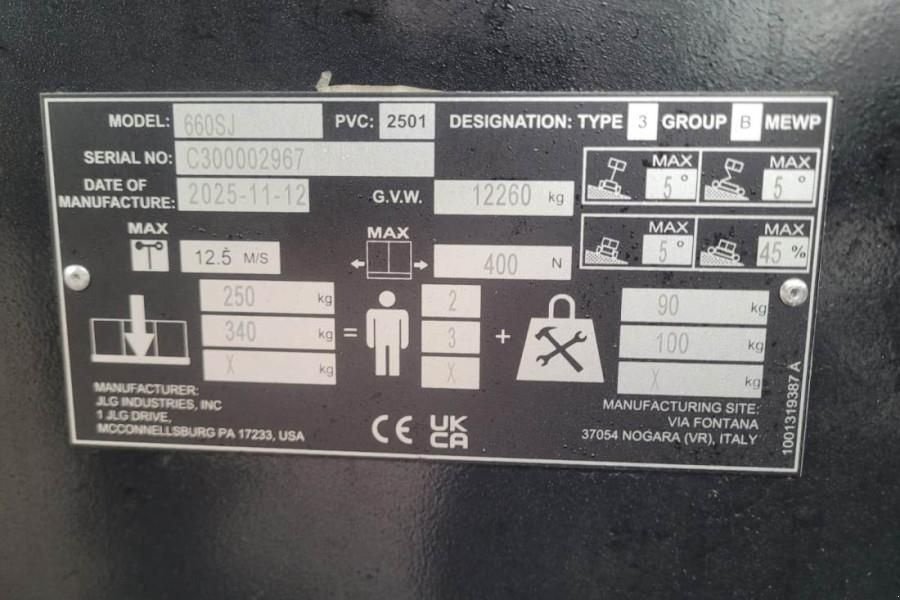 MODEL: 660SJ PVC: 2501 DESIGNATION: TYPE 3 GROUP B MEWP
SERIAL NO: C300002967
DATE OF MANUFACTURE: 2025-11-12 G.V.W. 12260 kg
MAX 5° MAX 5°
MAX 5° MAX 45%
MAX 12.5 M/S MAX 400 N
250 kg 2 90 kg
340 kg = 3 + 100 kg
X kg X X kg
MANUFACTURER:
JLG INDUSTRIES, INC
1 JLG DRIVE,
MCCONNELLSBURG PA 17233, USA
CE UK
CA
MANUFACTURING SITE:
VIA FONTANA
37054 NOGARA (VR), ITALY
1001319387 A